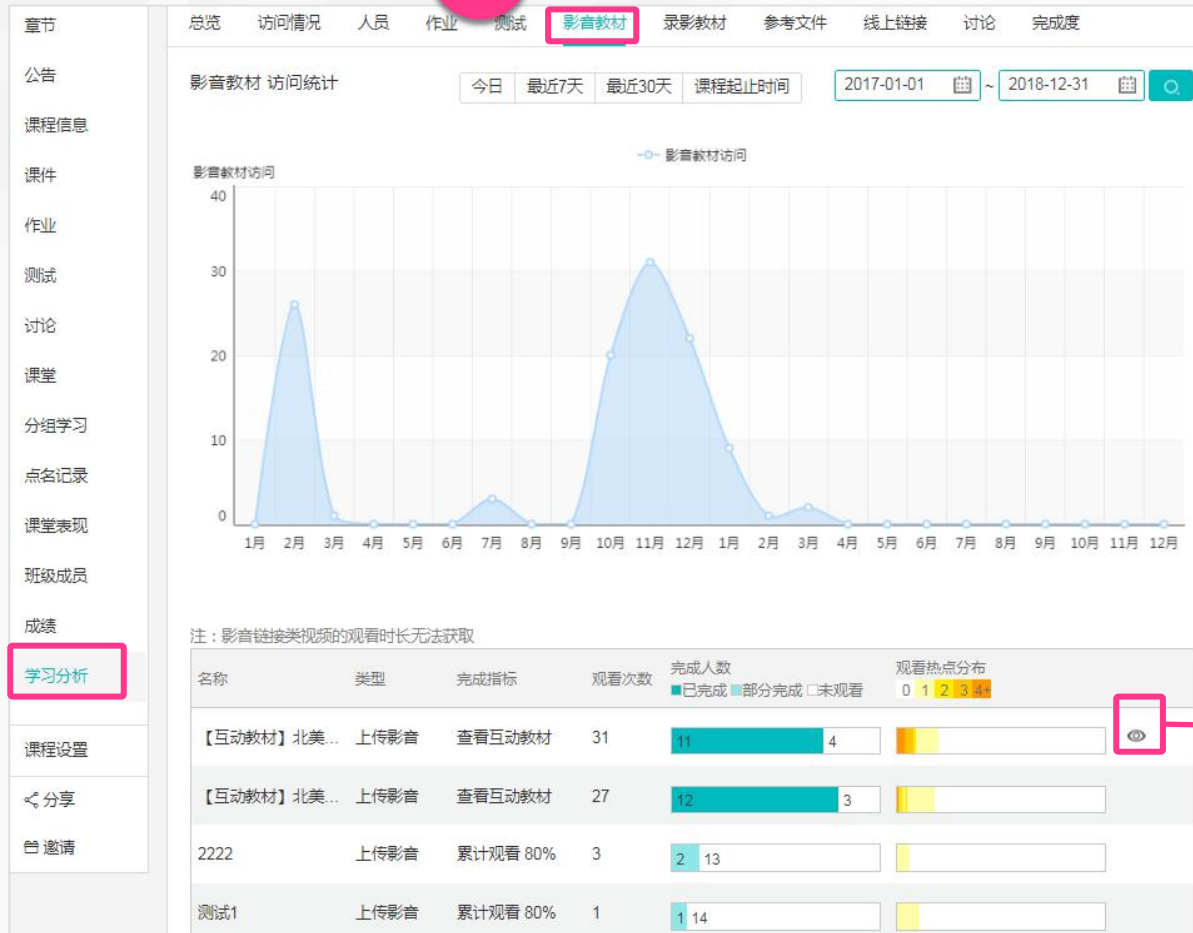 章节
公告
课程信息
课件
作业
测试
讨论
课堂
分组学习
点名记录
课堂表现
班级成员
成绩
学习分析
课程设置
分享
邀请
总览 访问情况 人员 作业 测试 影音教材 录影教材 参考文件 线上链接 讨论 完成度
影音教材 访问统计 今日 最近7天 最近30天 课程起止时间 2017-01-01 ~ 2018-12-31
影音教材访问
影音教材访问
40
30
20
10
0
1月 2月 3月 4月 5月 6月 7月 8月 9月 10月 11月 12月 1月 2月 3月 4月 5月 6月 7月 8月 9月 10月 11月 12月
注：影音链接类视频的观看时长无法获取
名称 类型 完成指标 观看次数 完成人数 观看热点分布
已完成 部分完成 未观看 0 1 2 3 4+
【互动教材】北美... 上传影音 查看互动教材 31 11 4
【互动教材】北美... 上传影音 查看互动教材 27 12 3
2222 上传影音 累计观看 80% 3 2 13
测试1 上传影音 累计观看 80% 1 1 14